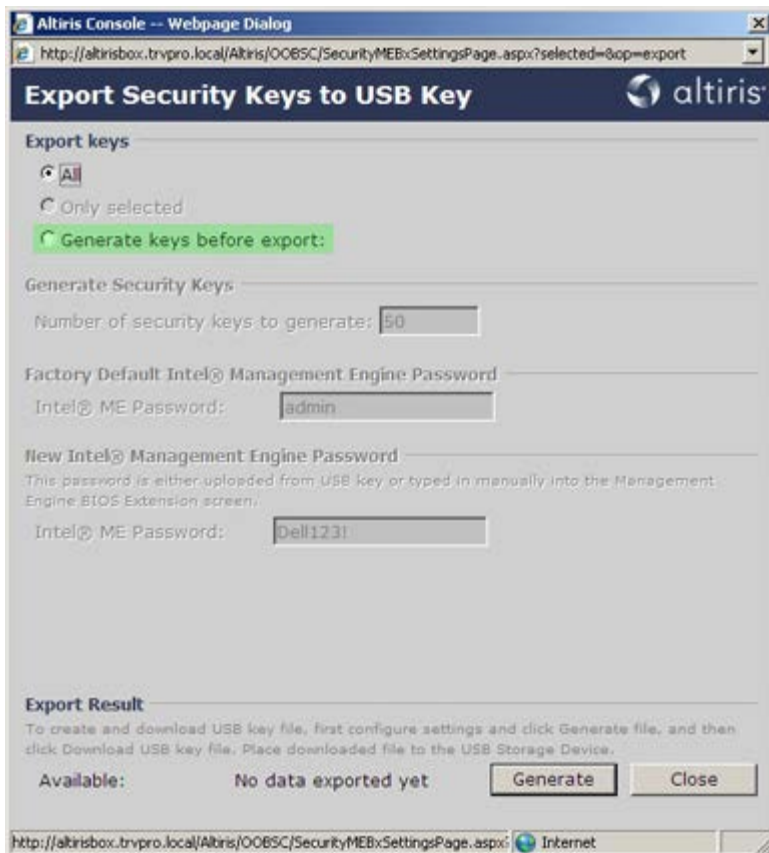 Altiris Console -- Webpage Dialog
http://altirisbox.trvpro.local/Altiris/OOBSC/SecurityMEBxSettingsPage.aspx?selected=&op=export
Export Security Keys to USB Key
altiris
Export keys
All
Only selected
Generate keys before export:
Generate Security Keys
Number of security keys to generate: 50
Factory Default Intel® Management Engine Password
Intel® ME Password: admin
New Intel® Management Engine Password
This password is either uploaded from USB key or typed in manually into the Management
Engine BIOS Extension screen.
Intel® ME Password: Dell123!
Export Result
To create and download USB key file, first configure settings and click Generate file, and then
click Download USB key file. Place downloaded file to the USB Storage Device.
Available: No data exported yet Generate Close
http://altirisbox.trvpro.local/Altiris/OOBSC/SecurityMEBxSettingsPage.aspx? Internet